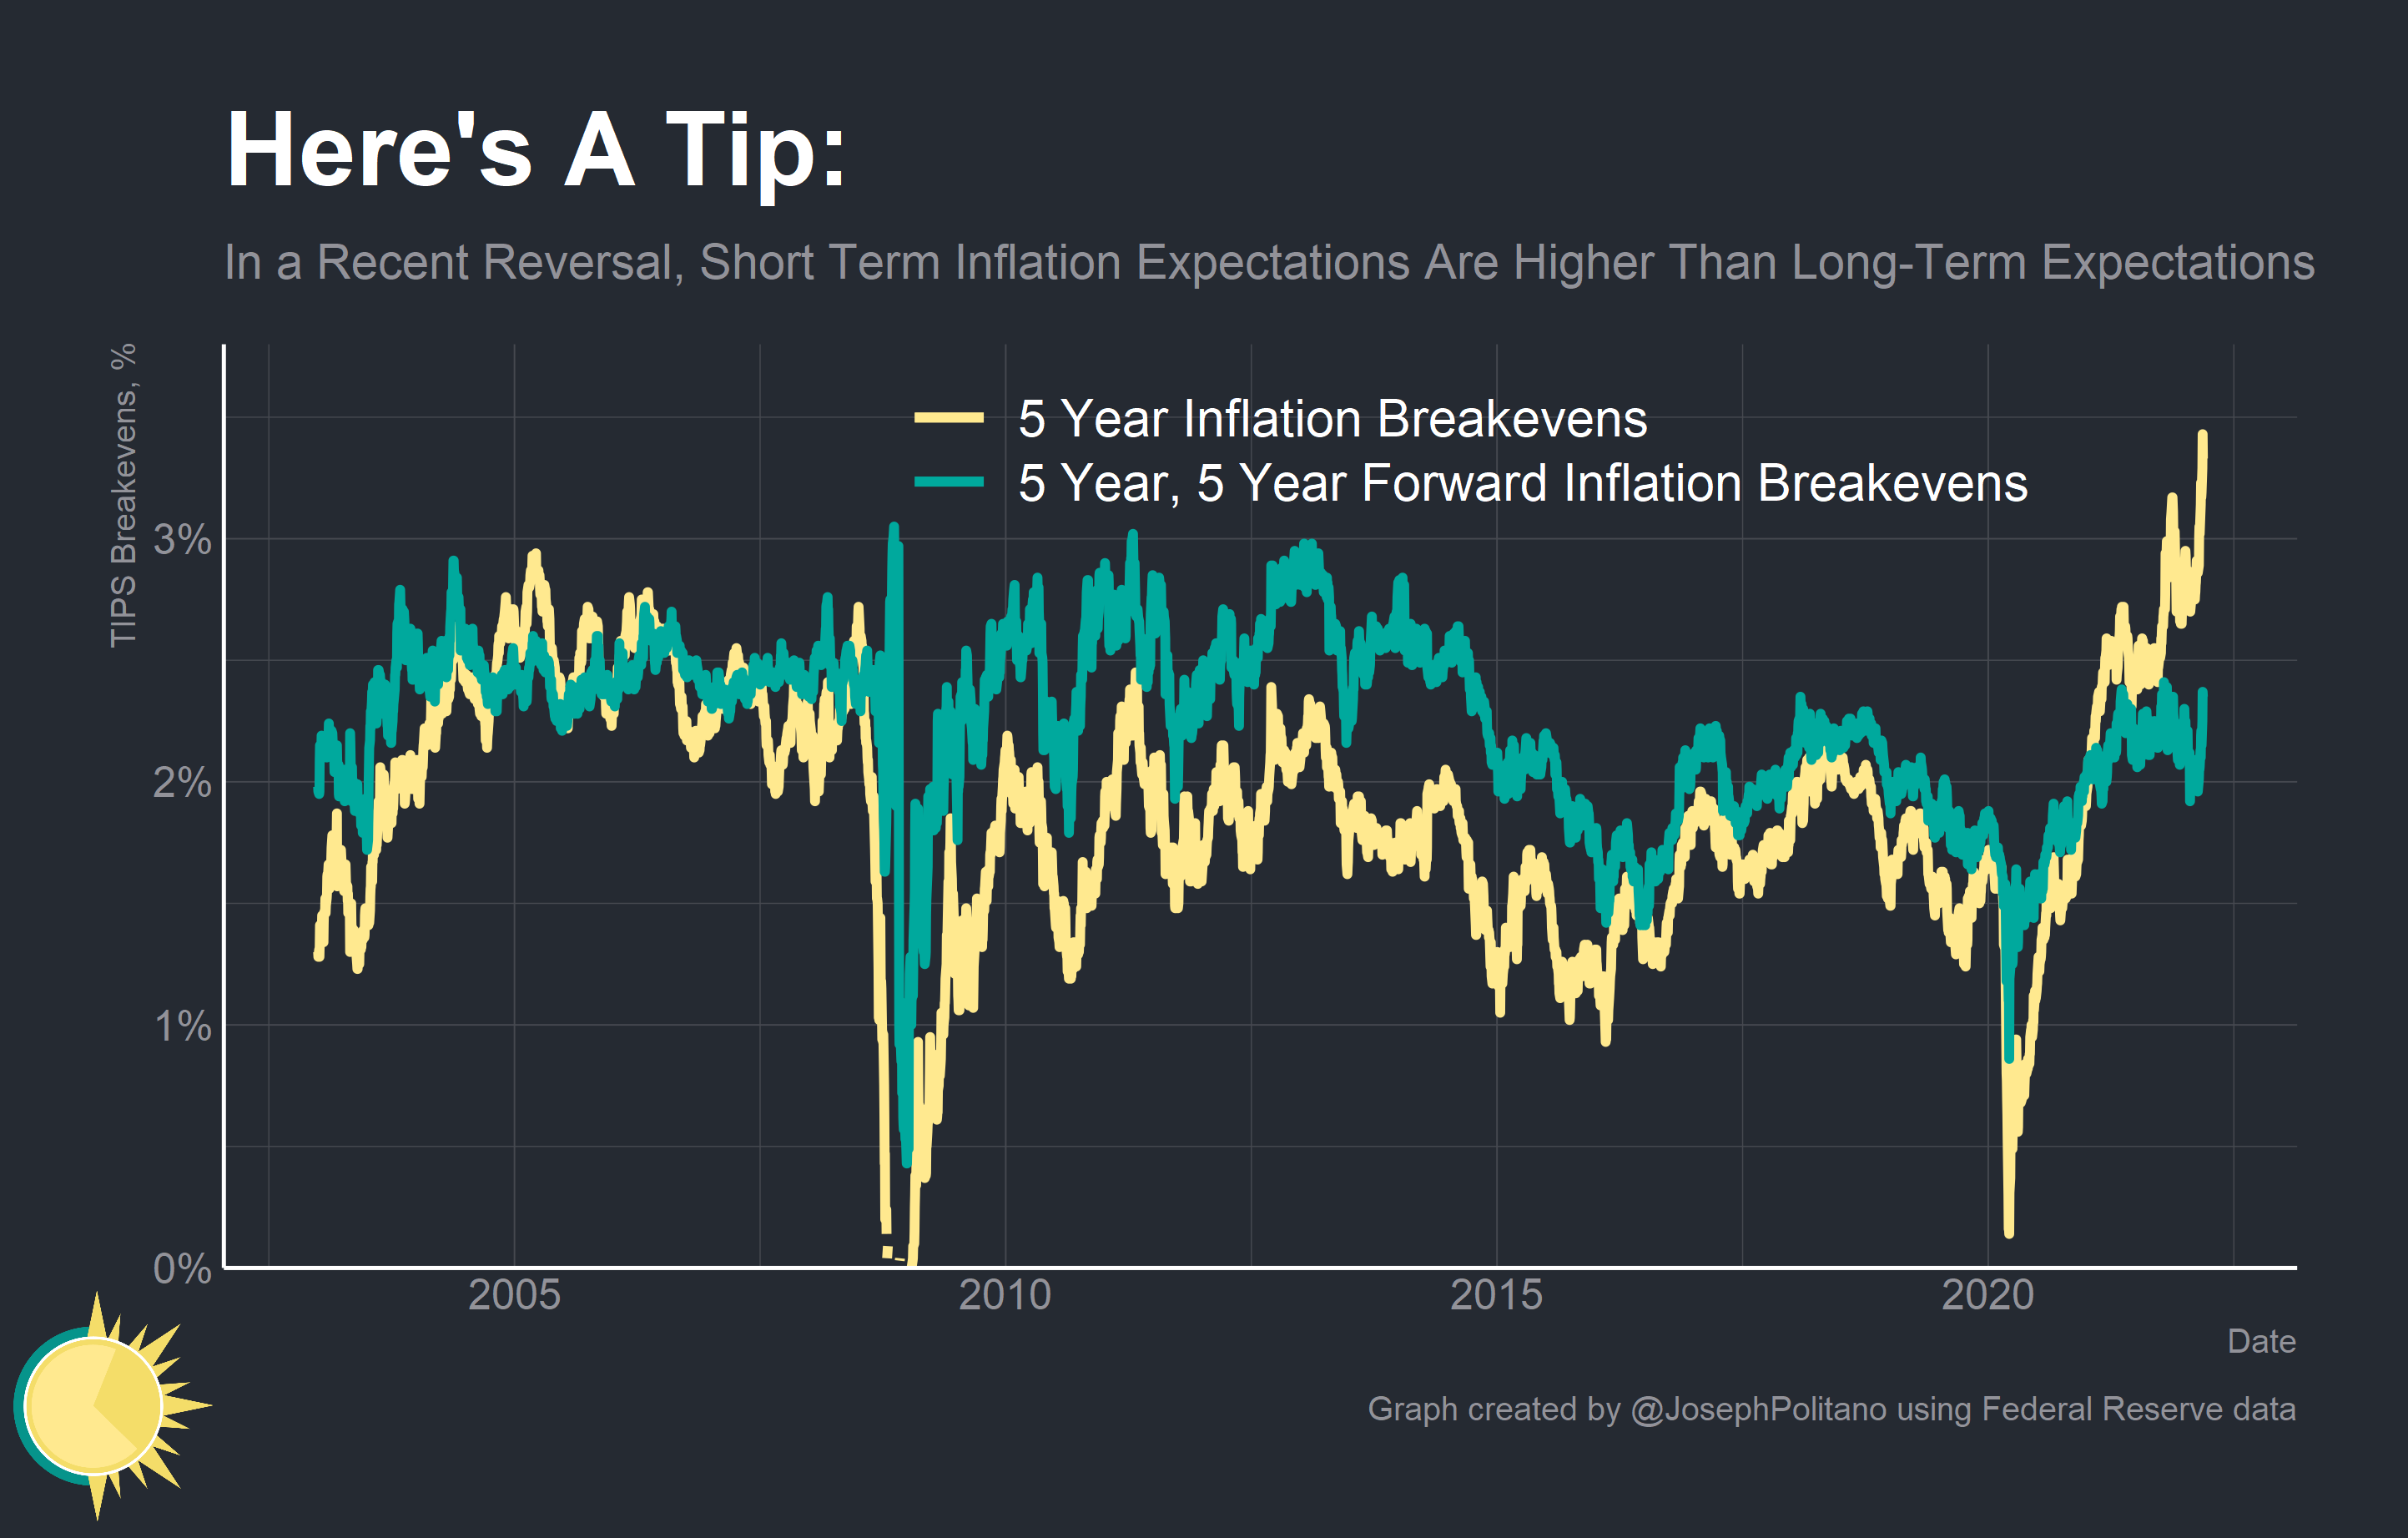 Here's A Tip:
In a Recent Reversal, Short Term Inflation Expectations Are Higher Than Long-Term Expectations
TIPS Breakevens, %
5 Year Inflation Breakevens
5 Year, 5 Year Forward Inflation Breakevens
3%
2%
1%
0%
2005
2010
2015
2020
Date
Graph created by @JosephPolitano using Federal Reserve data